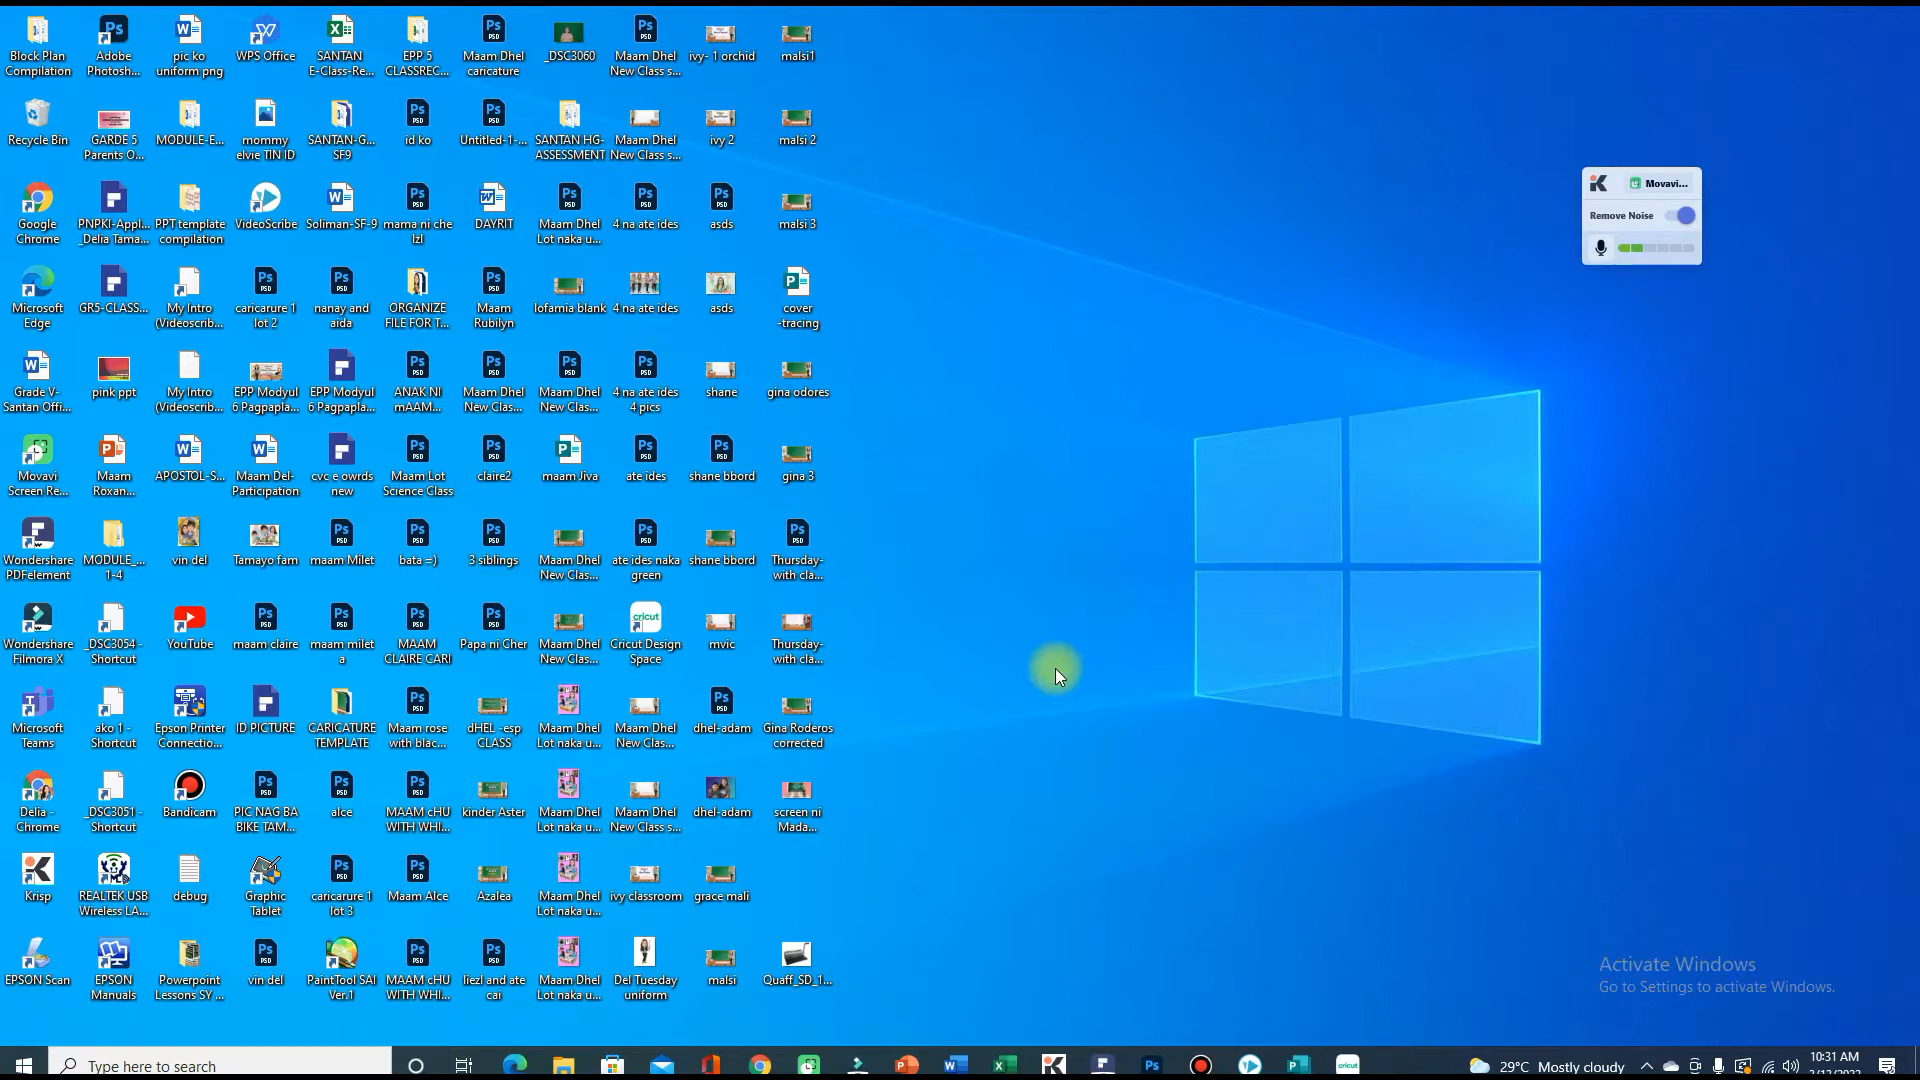 Block Plan
Compilation
Adobe
Photosh...
pic ko
uniform png
WPS Office
SANTAN
E-Class-Re...
EPP 5
CLASSREC...
Maam Dhel
caricature
_DSC3060
Maam Dhel
New Class s...
ivy- 1 orchid
malsi1
Recycle Bin
GARDE 5
Parents O...
MODULE-E...
mommy
elvie TIN ID
SANTAN-G...
SF9
id ko
Untitled-1-...
SANTAN HG-
ASSESSMENT
Maam Dhel
New Class s...
ivy 2
malsi 2
Google
Chrome
PNPKI-Appl...
_Delia Tama...
PPT template
compilation
VideoScribe
Soliman-SF-9
mama ni che
lzl
DAYRIT
Maam Dhel
Lot naka u...
4 na ate ides
asds
malsi 3
Microsoft
Edge
GR5-CLASS...
My Intro
(Videoscrib...
caricarure 1
lot 2
nanay and
aida
ORGANIZE
FILE FOR T...
Maam
Rubilyn
lofamia blank
4 na ate ides
asds
cover
-tracing
Grade V-
Santan Offi...
pink ppt
My Intro
(Videoscrib...
EPP Modyul
6 Pagpapla...
EPP Modyul
6 Pagpapla...
ANAK NI
mAAM...
Maam Dhel
New Clas...
Maam Dhel
New Clas...
4 na ate ides
4 pics
shane
gina odores
Movavi
Screen Re...
Maam
Roxan...
APOSTOL-S...
Maam Del-
Participation
cvc e owrds
new
Maam Lot
Science Class
claire2
maam Jiva
ate ides
shane bbord
gina 3
Wondershare
PDFelement
MODULE_...
1-4
vin del
Tamayo fam
maam Milet
bata =)
3 siblings
Maam Dhel
New Clas...
ate ides naka
green
shane bbord
Thursday-
with cla...
Wondershare
Filmora X
_DSC3054 -
Shortcut
YouTube
maam claire
maam milet
a
MAAM
CLAIRE CARI
Papa ni Cher
Maam Dhel
New Clas...
cricut
Cricut Design
Space
mvic
Thursday-
with cla...
Microsoft
Teams
ako 1 -
Shortcut
Epson Printer
Connectio...
ID PICTURE
CARICATURE
TEMPLATE
Maam rose
with blac...
dHEL -esp
CLASS
Maam Dhel
Lot naka u...
Maam Dhel
New Clas...
dhel-adam
Gina Roderos
corrected
Delia -
Chrome
_DSC3051 -
Shortcut
Bandicam
PIC NAG BA
BIKE TAM...
alce
MAAM cHU
WITH WHI...
kinder Aster
Maam Dhel
Lot naka u...
Maam Dhel
New Class s...
dhel-adam
screen ni
Mada...
Krisp
REALTEK USB
Wireless LA...
debug
Graphic
Tablet
caricarure 1
lot 3
Maam Alce
Azalea
Maam Dhel
Lot naka u...
ivy classroom
grace mali
EPSON Scan
EPSON
Manuals
Powerpoint
Lessons SY ...
vin del
PaintTool SAI
Ver.1
MAAM cHU
WITH WHI...
liezl and ate
cai
Maam Dhel
Lot naka u...
Del Tuesday
uniform
malsi
Quaff_SD_1...
Movavi...
Remove Noise
Activate Windows
Go to Settings to activate Windows.
Type here to search
29°C Mostly cloudy
10:31 AM